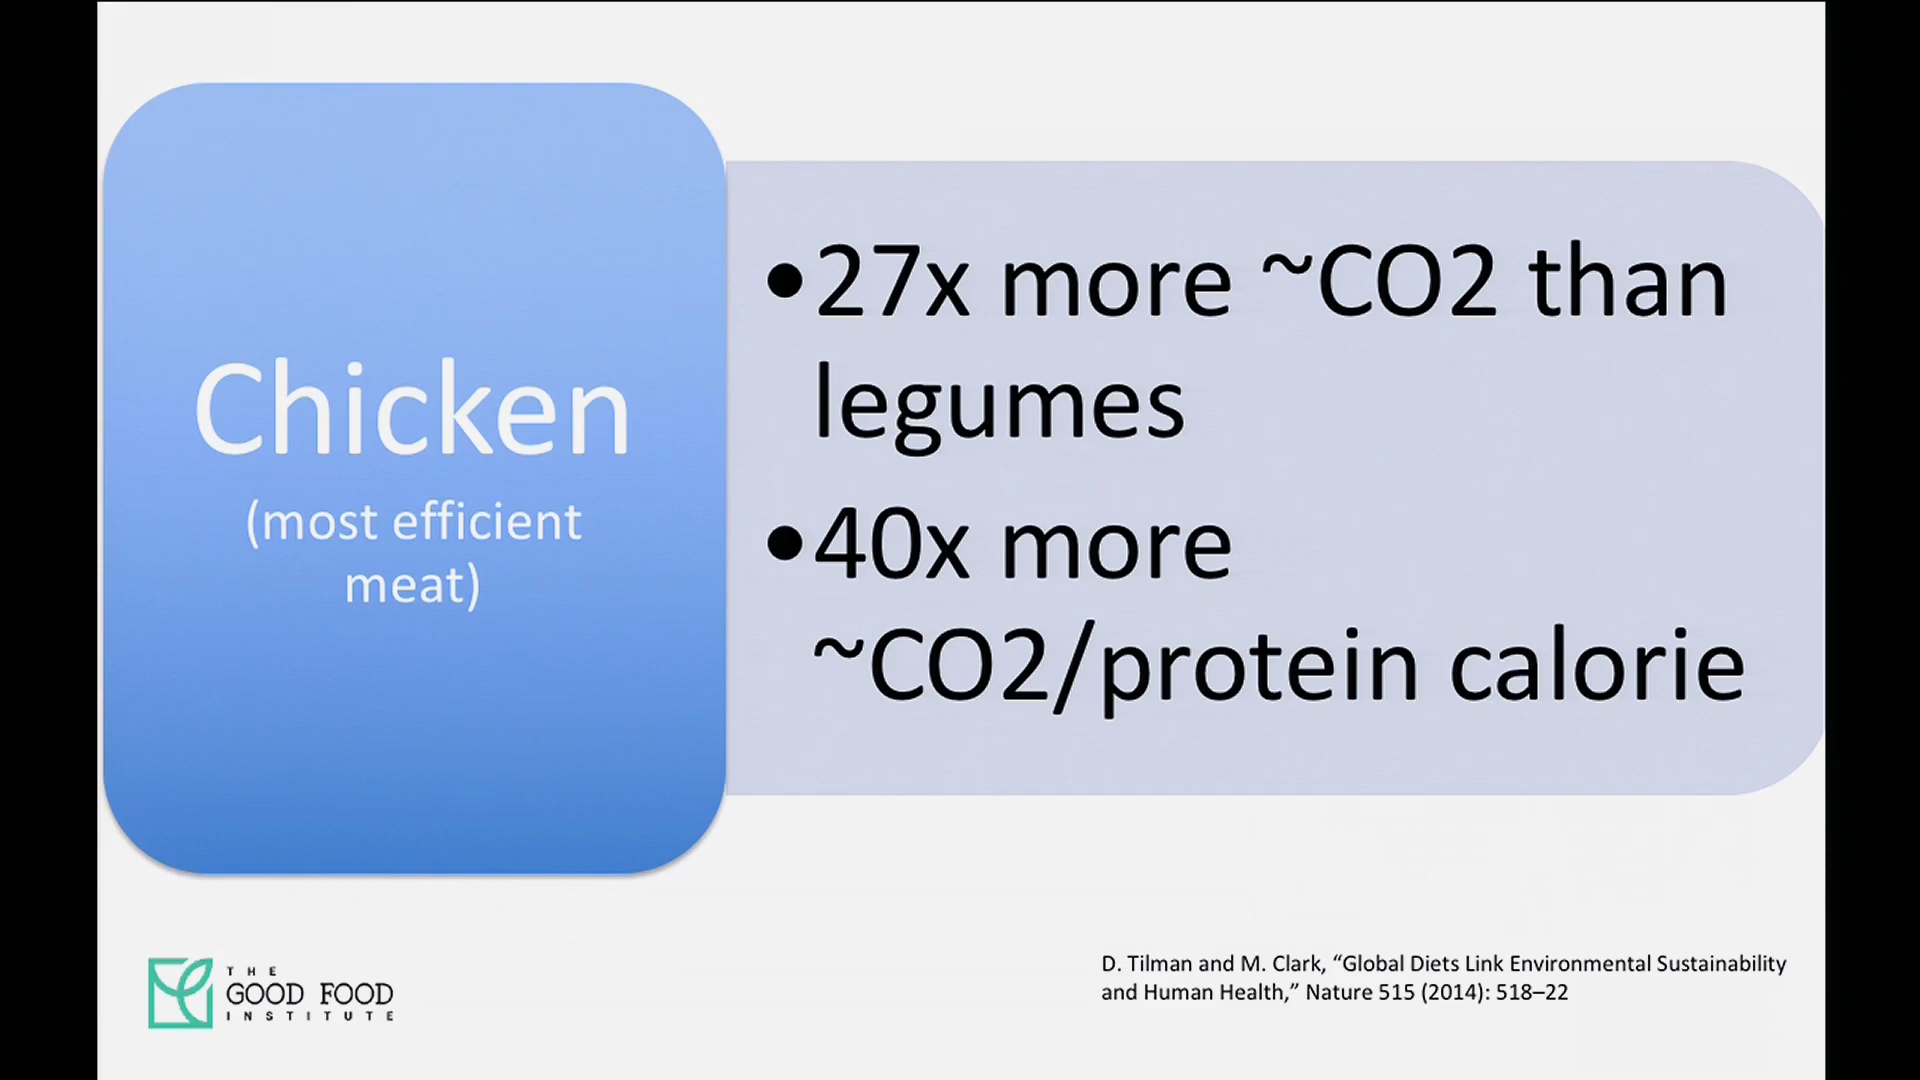 Chicken
(most efficient
meat)
•27x more ~CO2 than
legumes
•40x more
~CO2/protein calorie
THE
GOOD FOOD
INSTITUTE
D. Tilman and M. Clark, “Global Diets Link Environmental Sustainability
and Human Health,” Nature 515 (2014): 518–22